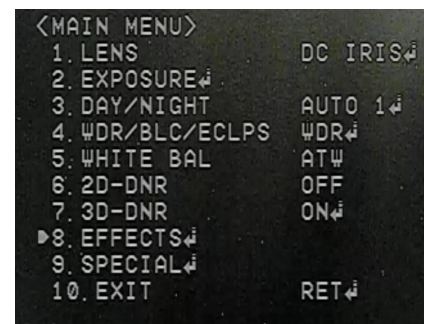 <MAIN MENU>
1. LENS DC IRIS↲
2. EXPOSURE↲
3. DAY/NIGHT AUTO 1↲
4. WDR/BLC/ECLPS WDR↲
5. WHITE BAL ATW
6. 2D-DNR OFF
7. 3D-DNR ON↲
8. EFFECTS↲
9. SPECIAL↲
10. EXIT RET↲